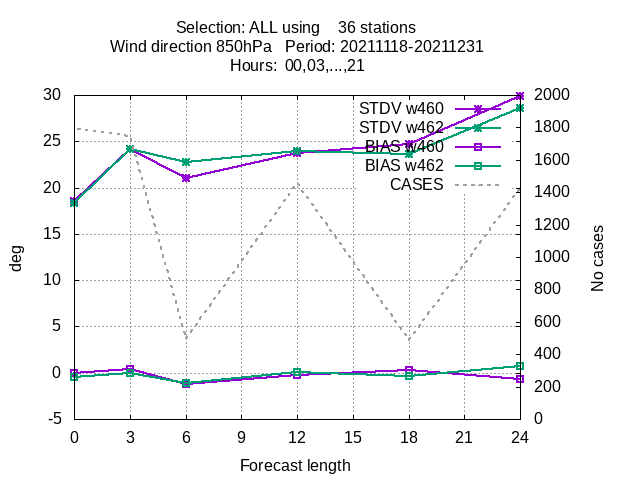 Selection: ALL using 36 stations
Wind direction 850hPa Period: 20211118-20211231
Hours: 00,03,...,21
30
25
20
15
10
5
0
-5
deg
2000
1800
1600
1400
1200
1000
800
600
400
200
0
No cases
STDV w460
STDV w462
BIAS w460
BIAS w462
CASES
0 3 6 9 12 15 18 21 24
Forecast length